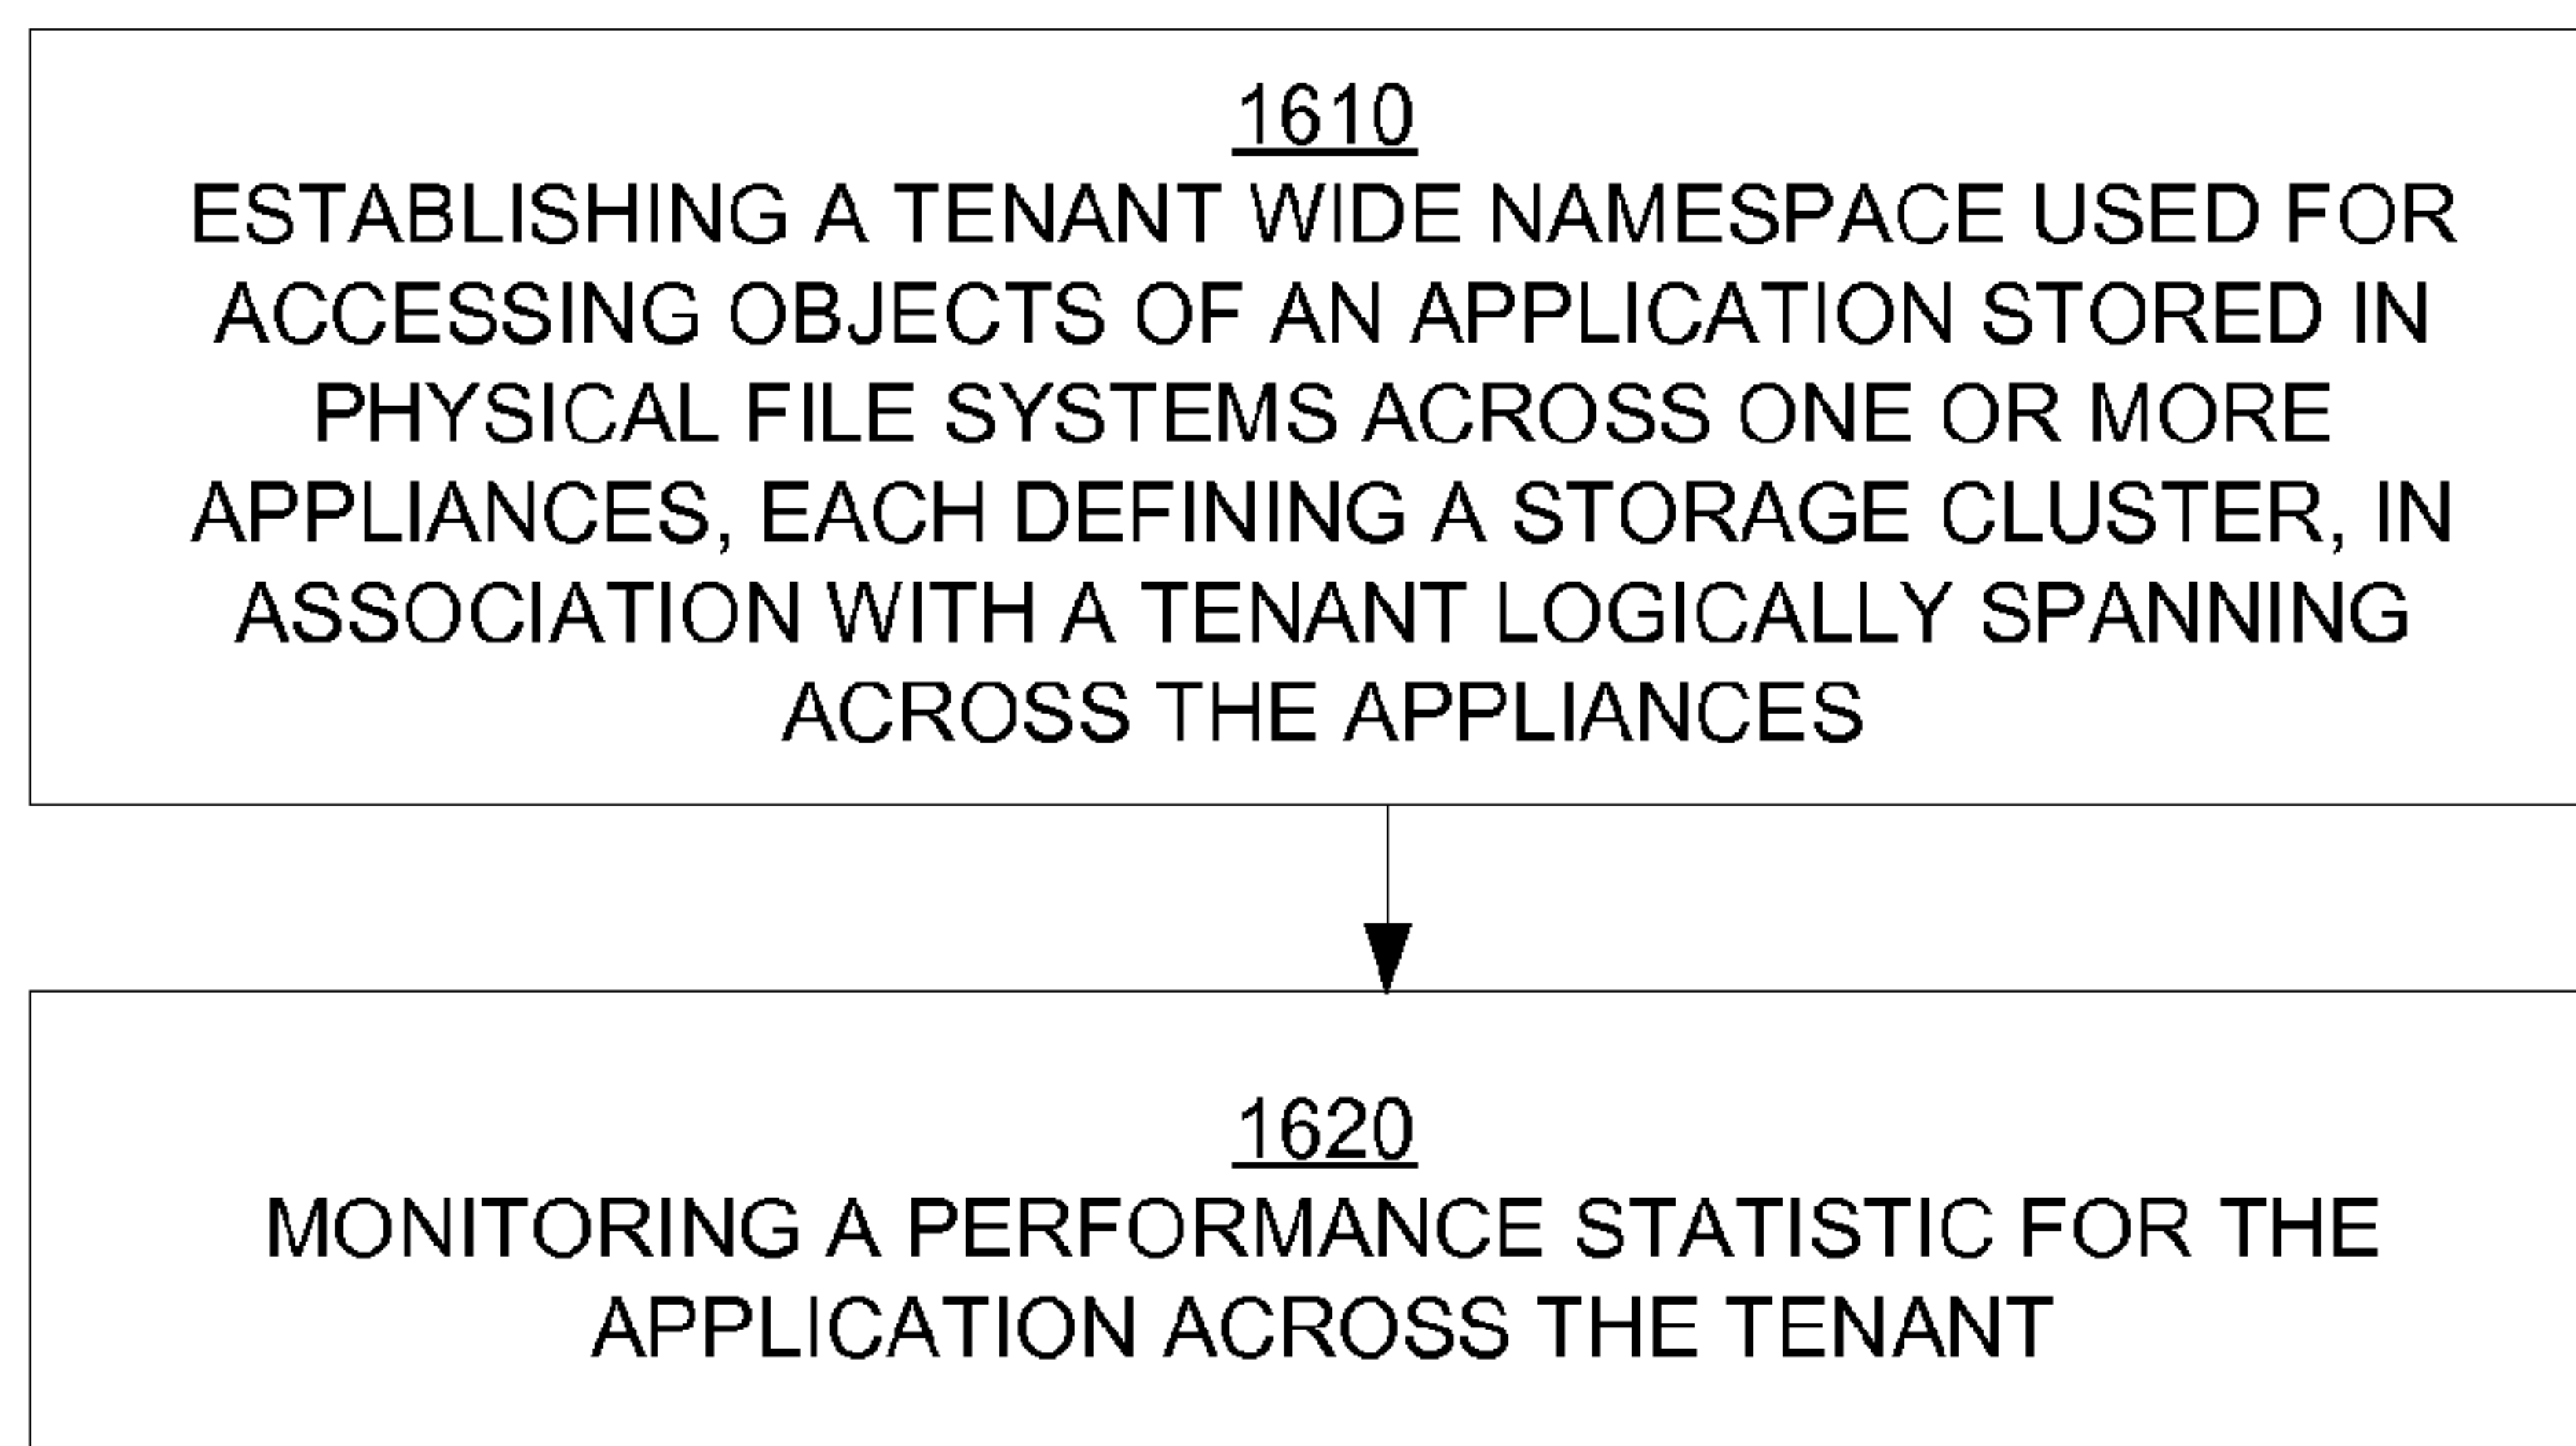 1610
ESTABLISHING A TENANT WIDE NAMESPACE USED FOR
ACCESSING OBJECTS OF AN APPLICATION STORED IN
PHYSICAL FILE SYSTEMS ACROSS ONE OR MORE
APPLIANCES, EACH DEFINING A STORAGE CLUSTER, IN
ASSOCIATION WITH A TENANT LOGICALLY SPANNING
ACROSS THE APPLIANCES
1620
MONITORING A PERFORMANCE STATISTIC FOR THE
APPLICATION ACROSS THE TENANT